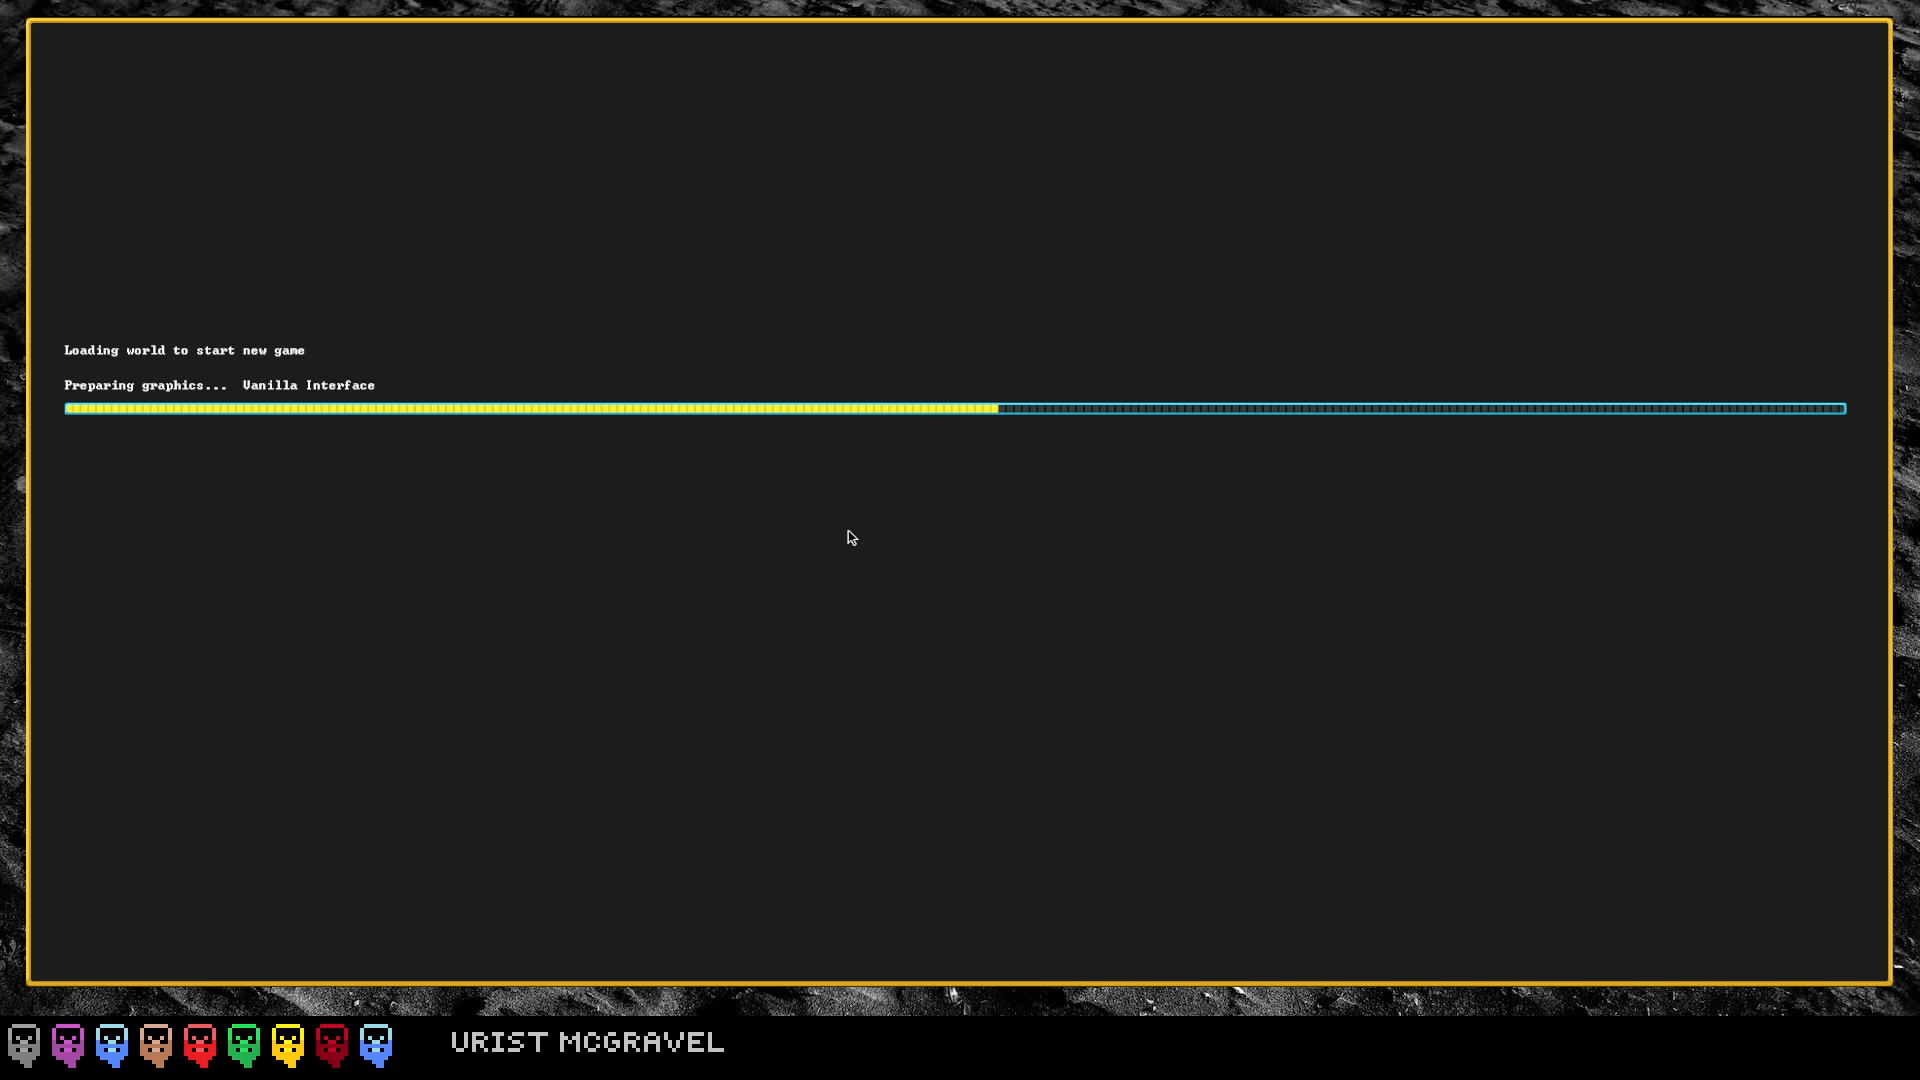 Loading world to start new game
Preparing graphics...  Vanilla Interface
URIST MCGRAVEL